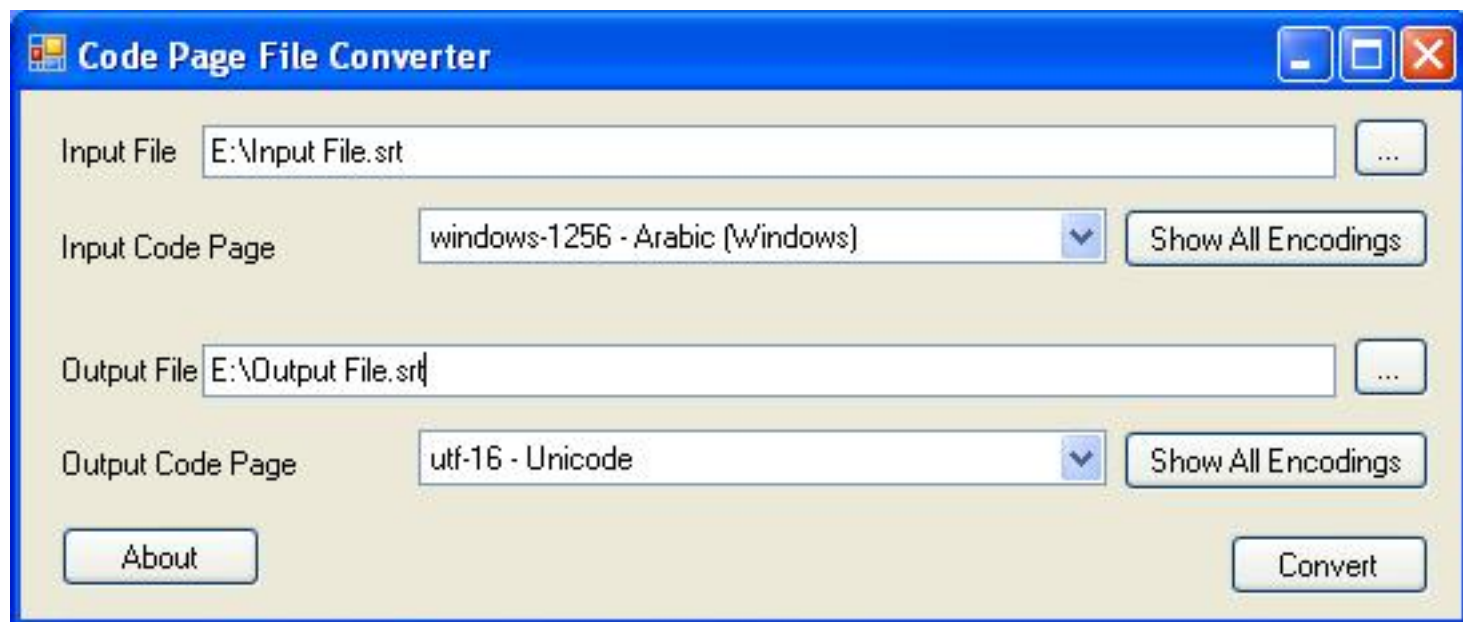 Code Page File Converter
Input File E:\Input File.srt ...
Input Code Page windows-1256 - Arabic (Windows) Show All Encodings
Output File E:\Output File.srt ...
Output Code Page utf-16 - Unicode Show All Encodings
About Convert